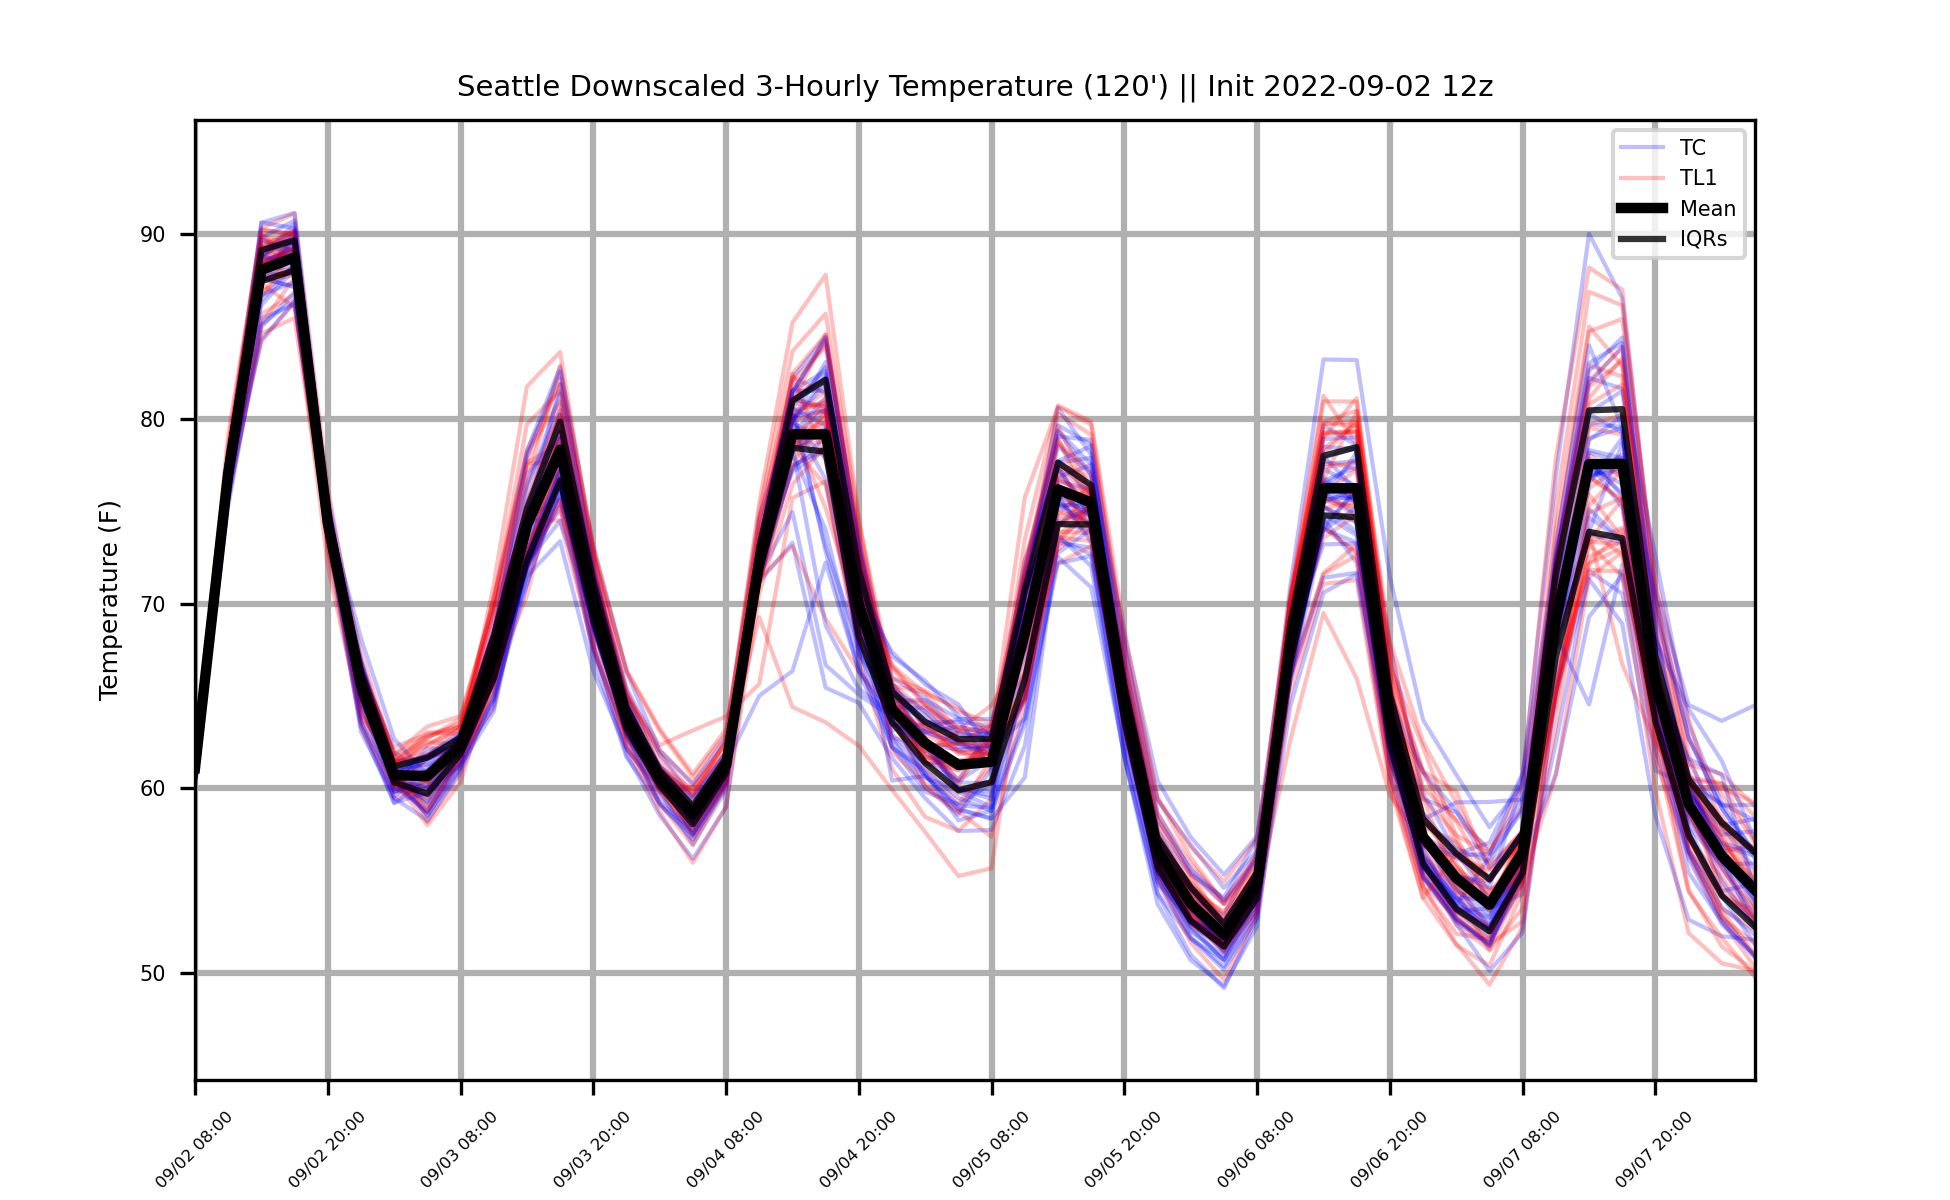 Seattle Downscaled 3-Hourly Temperature (120') || Init 2022-09-02 12z
TC
TL1
Mean
IQRs
Temperature (F)
90
80
70
60
50
09/02 08:00
09/02 20:00
09/03 08:00
09/03 20:00
09/04 08:00
09/04 20:00
09/05 08:00
09/05 20:00
09/06 08:00
09/06 20:00
09/07 08:00
09/07 20:00